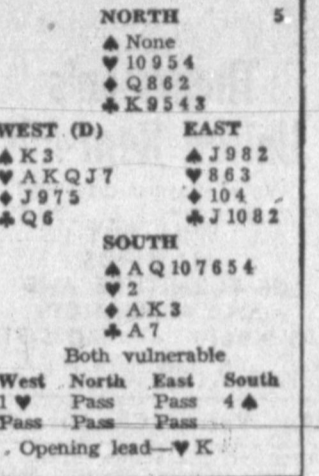 NORTH 5
♠ None
♥ 10 9 5 4
♦ Q 8 6 2
♣ K 9 5 4 3
WEST (D) EAST
♠ K 3 ♠ J 9 8 2
♥ A K Q J 7 ♥ 8 6 3
♦ J 9 7 5 ♦ 10 4
♣ Q 6 ♣ J 10 8 2
SOUTH
♠ A Q 10 7 6 5 4
♥ 2
♦ A K 3
♣ A 7
Both vulnerable
West North East South
1 ♥ Pass Pass 4 ♠
Pass Pass Pass
Opening lead—♥ K